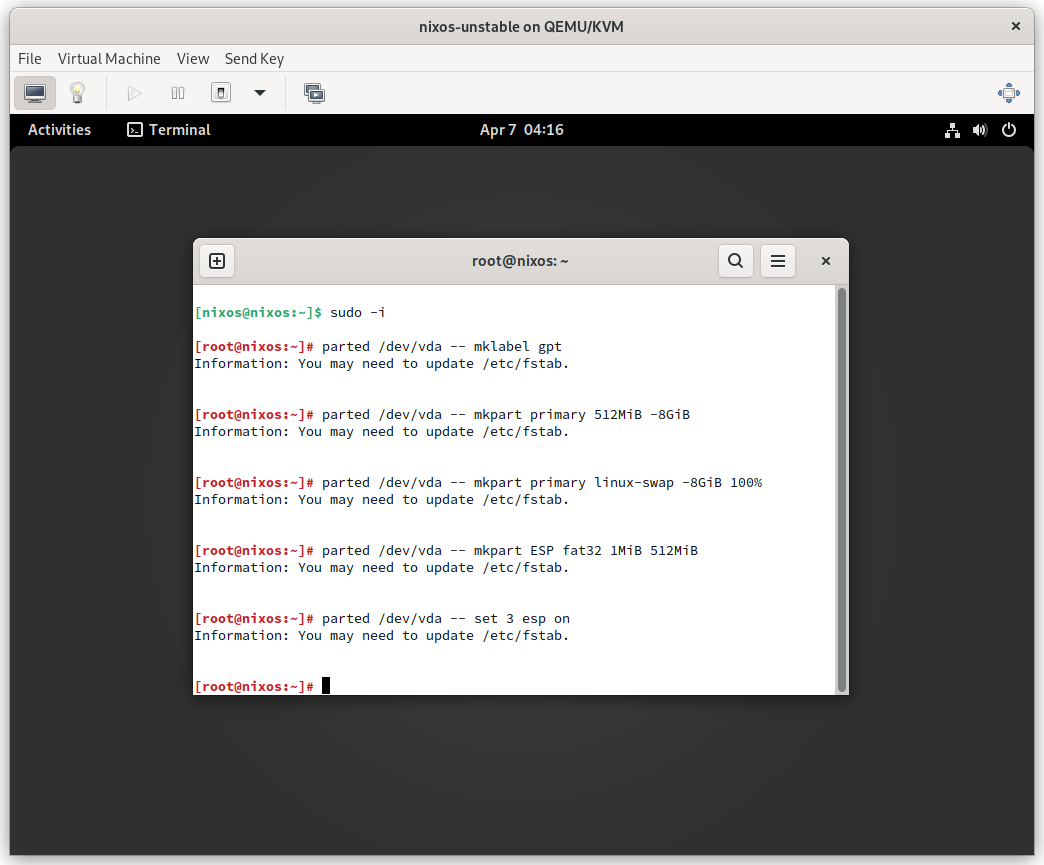 nixos-unstable on QEMU/KVM
File Virtual Machine View Send Key
Activities Terminal Apr 7 04:16
root@nixos: ~
[nixos@nixos:~]$ sudo -i
[root@nixos:~]# parted /dev/vda -- mklabel gpt
Information: You may need to update /etc/fstab.
[root@nixos:~]# parted /dev/vda -- mkpart primary 512MiB -8GiB
Information: You may need to update /etc/fstab.
[root@nixos:~]# parted /dev/vda -- mkpart primary linux-swap -8GiB 100%
Information: You may need to update /etc/fstab.
[root@nixos:~]# parted /dev/vda -- mkpart ESP fat32 1MiB 512MiB
Information: You may need to update /etc/fstab.
[root@nixos:~]# parted /dev/vda -- set 3 esp on
Information: You may need to update /etc/fstab.
[root@nixos:~]#